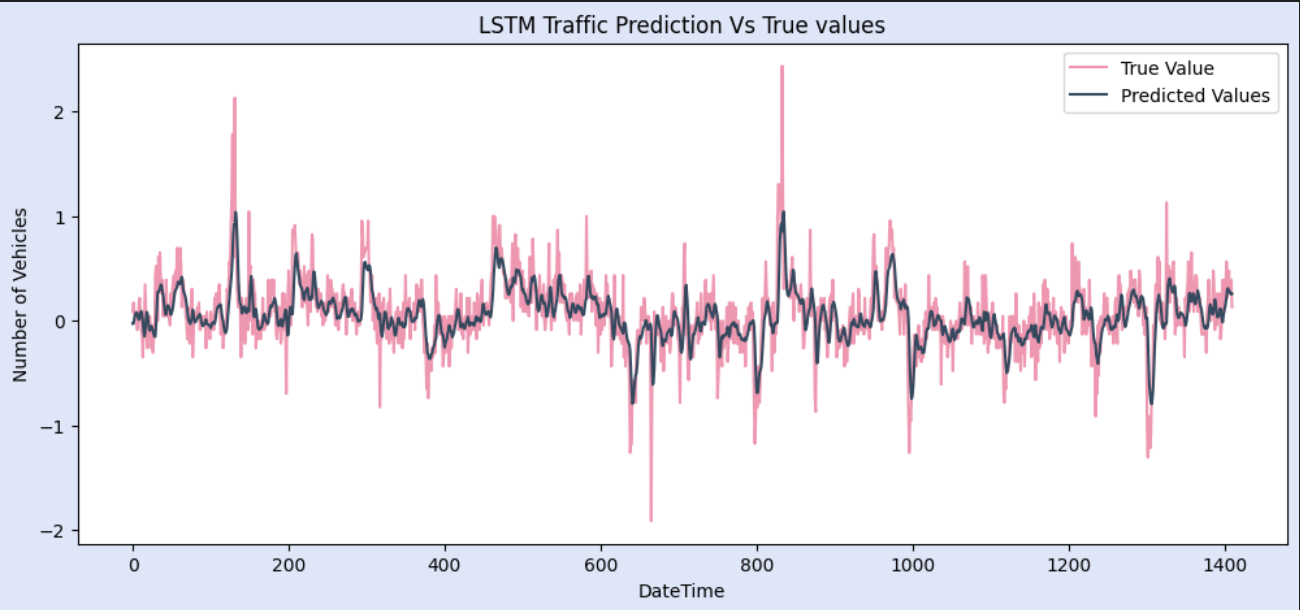 LSTM Traffic Prediction Vs True values
True Value
Predicted Values
Number of Vehicles
2
1
0
−1
−2
0 200 400 600 800 1000 1200 1400
DateTime